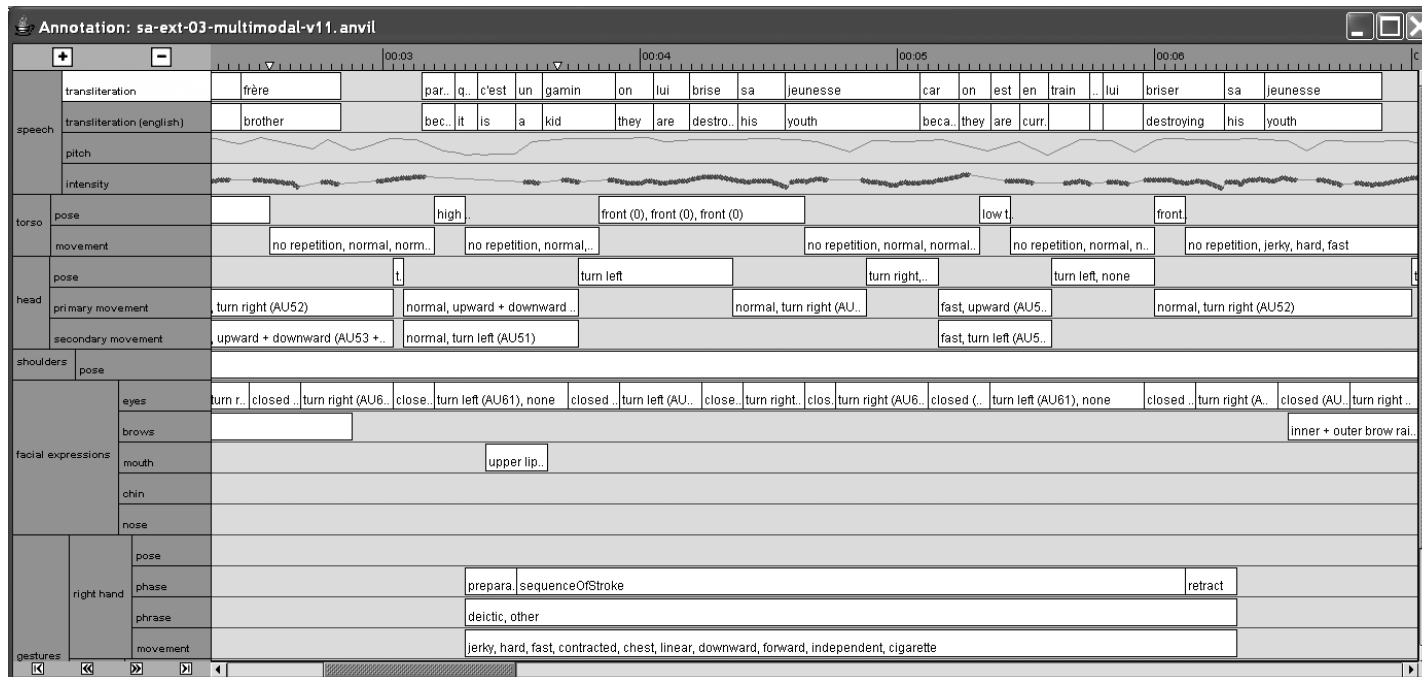 Annotation: sa-ext-03-multimodal-v11.anvil
+ - 00:03 00:04 00:05 00:06
speech
transliteration frère par.. q.. c'est un gamin on lui brise sa jeunesse car on est en train .. lui briser sa jeunesse
transliteration (english) brother bec.. it is a kid they are destro.. his youth beca.. they are curr. destroying his youth
pitch
intensity
torso
pose high . front (0), front (0), front (0) low t. front.
movement no repetition, normal, norm.. no repetition, normal,.. no repetition, normal, normal.. no repetition, normal, n.. no repetition, jerky, hard, fast
head
pose t. turn left turn right,.. turn left, none
primary movement , turn right (AU52) normal, upward + downward .. normal, turn right (AU.. fast, upward (AU5.. normal, turn right (AU52)
secondary movement , upward + downward (AU53 +.. normal, turn left (AU51) fast, turn left (AU5..
shoulders
pose
facial expressions
eyes turn r.. closed .. turn right (AU6.. close.. turn left (AU61), none closed .. turn left (AU.. close.. turn right.. clos. turn right (AU6.. closed (.. turn left (AU61), none closed .. turn right (A.. closed (AU.. turn right ..
brows inner + outer brow rai..
mouth upper lip..
chin
nose
gestures
right hand
pose
phase prepara. sequenceOfStroke retract
phrase deictic, other
movement jerky, hard, fast, contracted, chest, linear, downward, forward, independent, cigarette